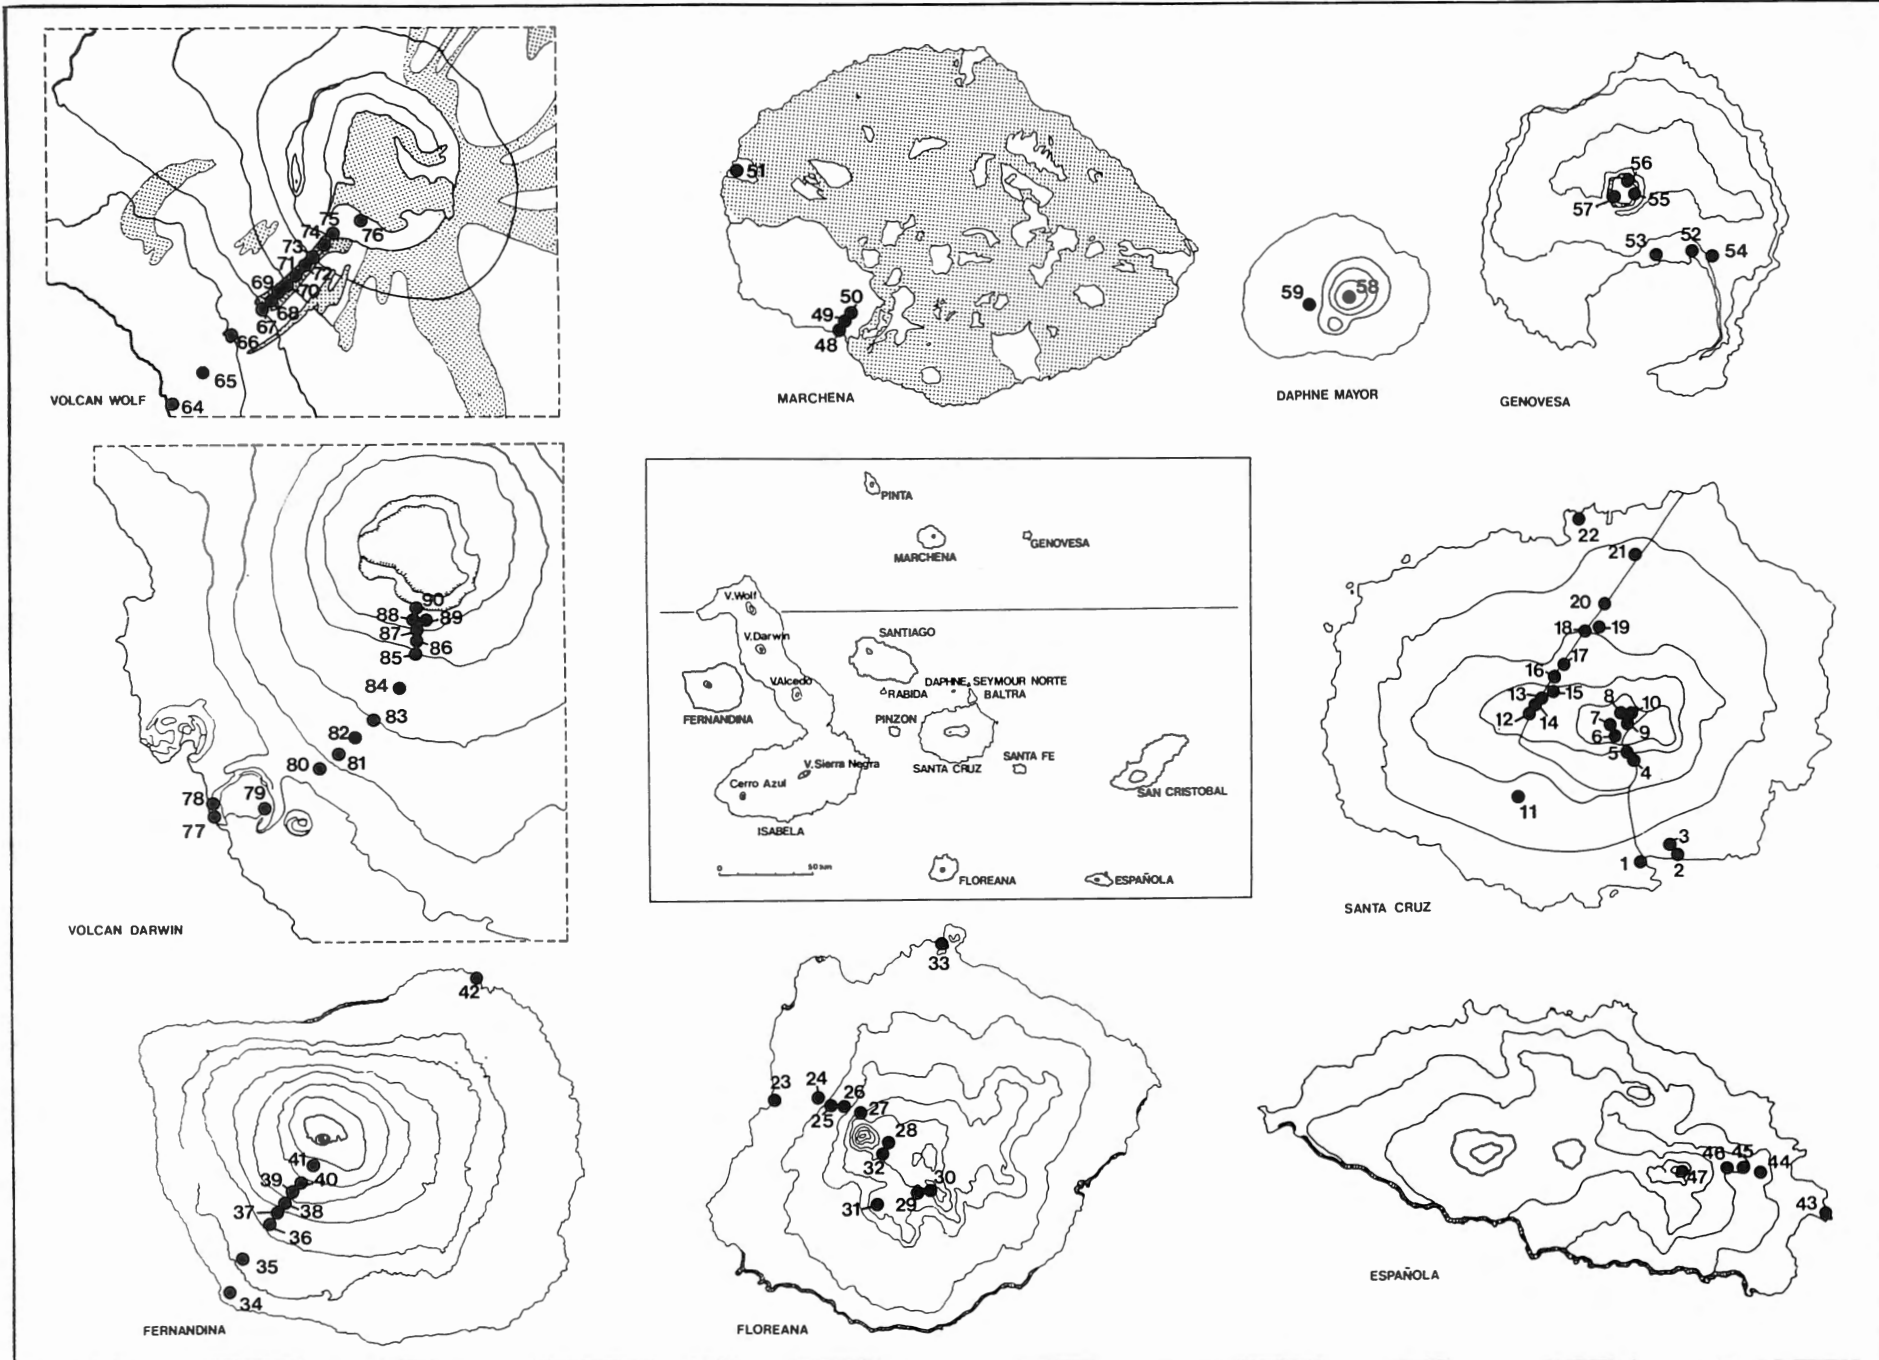 75
74
76
73
71
72
69
70
68
67
66
65
64
VOLCAN WOLF
51
50
49
48
MARCHENA
59
58
DAPHNE MAYOR
56
57
55
53
52
54
GENOVESA
90
88
89
87
86
85
84
83
82
81
80
79
78
77
VOLCAN DARWIN
PINTA
MARCHENA
GENOVESA
V.Wolf
V.Darwin
SANTIAGO
V.Alcedo
RABIDA
DAPHNE
SEYMOUR NORTE
BALTRA
FERNANDINA
PINZON
V.Sierra Negra
Cerro Azul
SANTA CRUZ
SANTA FE
SAN CRISTOBAL
ISABELA
0
50 km
FLOREANA
ESPAÑOLA
22
21
20
18
19
17
16
15
13
12
14
8
10
7
9
6
5
4
11
3
1
2
SANTA CRUZ
42
41
40
39
38
37
36
35
34
FERNANDINA
33
23
24
26
25
27
28
32
30
31
29
FLOREANA
46
45
44
47
43
ESPAÑOLA